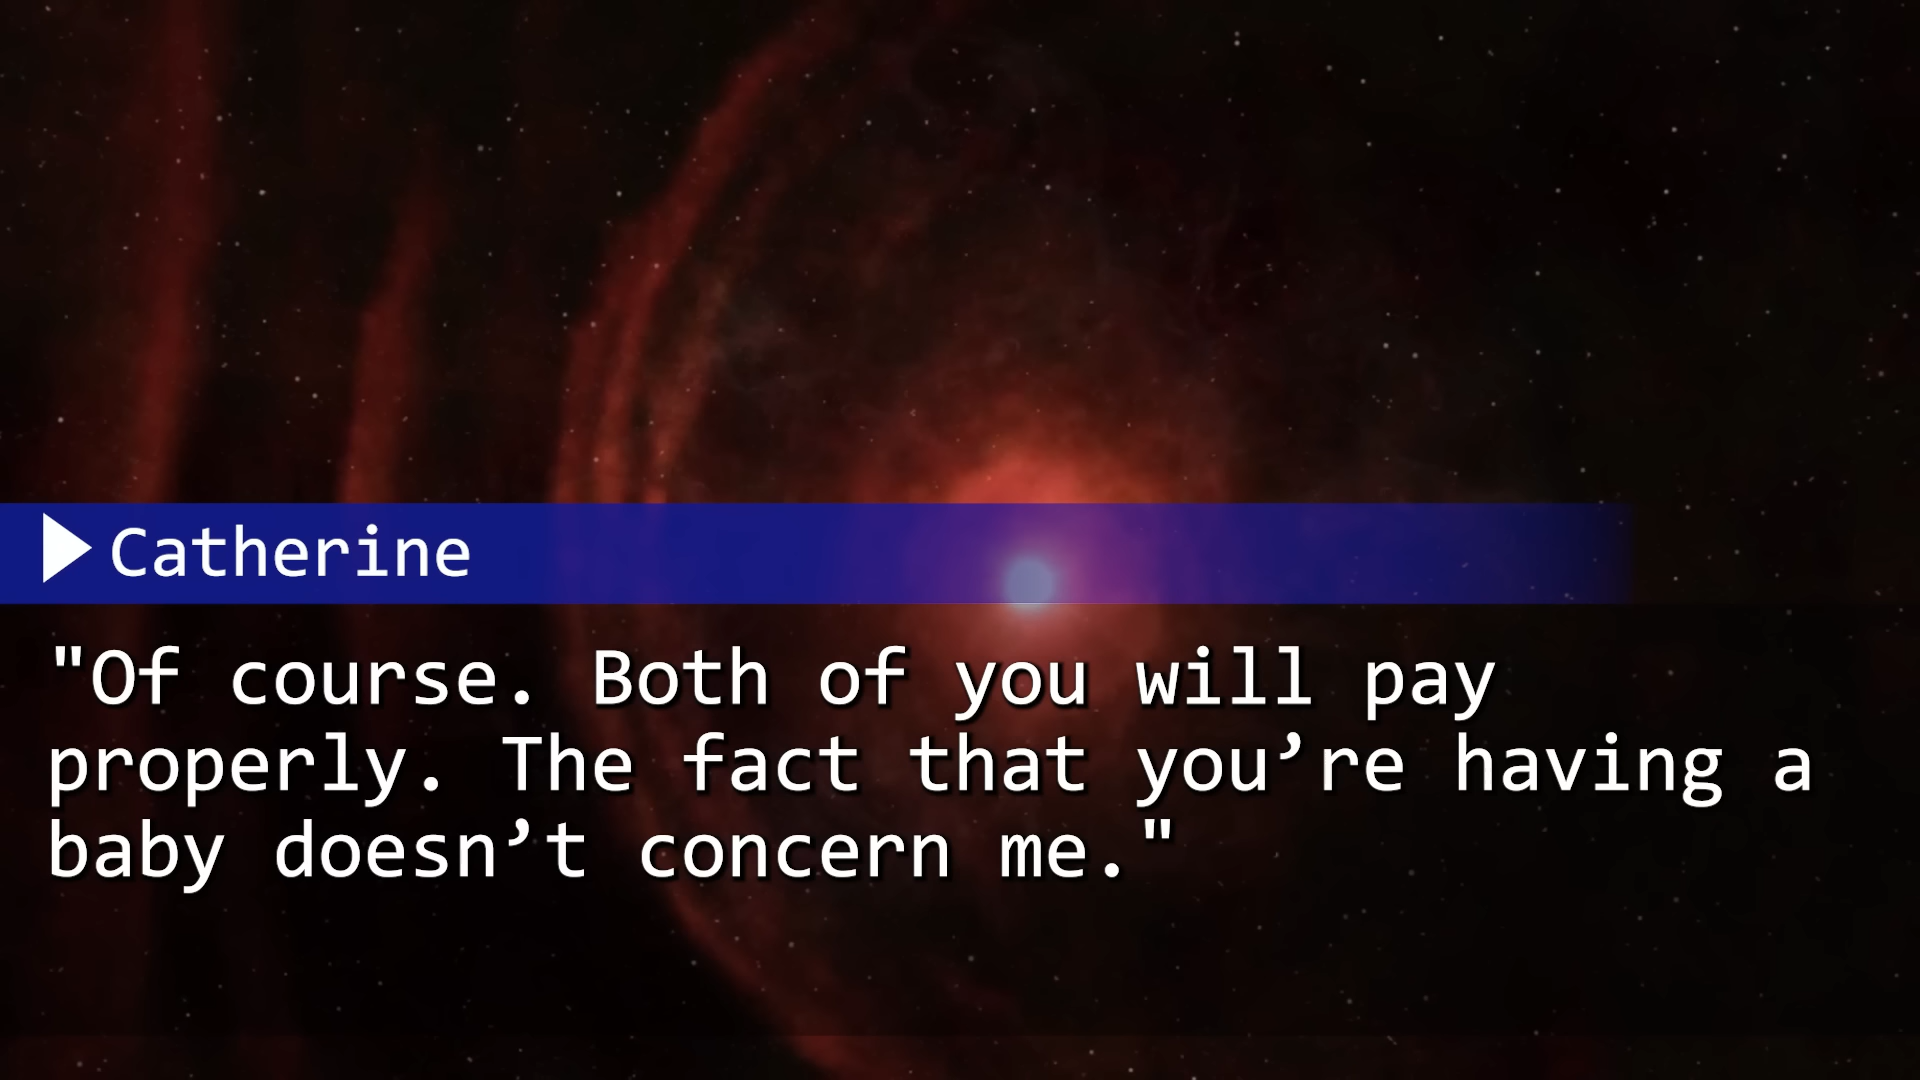 Catherine
"Of course. Both of you will pay
properly. The fact that you’re having a
baby doesn’t concern me."